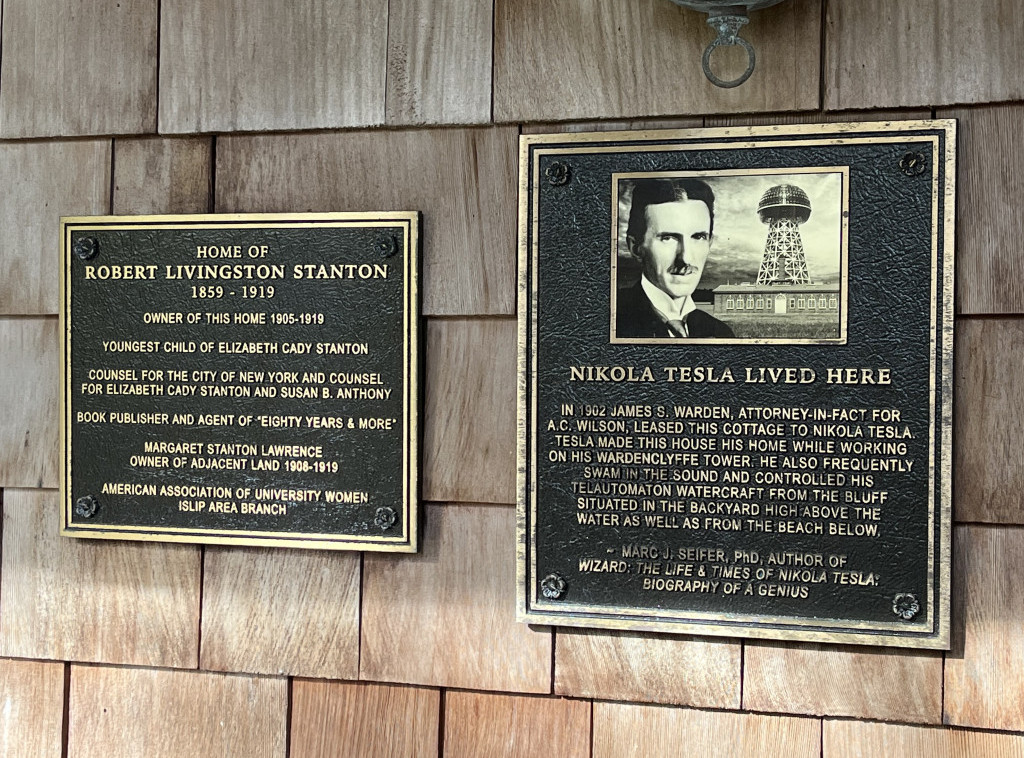 HOME OF
ROBERT LIVINGSTON STANTON
1859 - 1919
OWNER OF THIS HOME 1905-1919
YOUNGEST CHILD OF ELIZABETH CADY STANTON
COUNSEL FOR THE CITY OF NEW YORK AND COUNSEL
FOR ELIZABETH CADY STANTON AND SUSAN B. ANTHONY
BOOK PUBLISHER AND AGENT OF "EIGHTY YEARS & MORE"
MARGARET STANTON LAWRENCE
OWNER OF ADJACENT LAND 1908-1919
AMERICAN ASSOCIATION OF UNIVERSITY WOMEN
ISLIP AREA BRANCH
NIKOLA TESLA LIVED HERE
IN 1902 JAMES S. WARDEN, ATTORNEY-IN-FACT FOR
A.C. WILSON, LEASED THIS COTTAGE TO NIKOLA TESLA.
TESLA MADE THIS HOUSE HIS HOME WHILE WORKING
ON HIS WARDENCLYFFE TOWER. HE ALSO FREQUENTLY
SWAM IN THE SOUND AND CONTROLLED HIS
TELAUTOMATON WATERCRAFT FROM THE BLUFF
SITUATED IN THE BACKYARD HIGH ABOVE THE
WATER AS WELL AS FROM THE BEACH BELOW.
~ MARC J. SEIFER, PhD, AUTHOR OF
WIZARD: THE LIFE & TIMES OF NIKOLA TESLA:
BIOGRAPHY OF A GENIUS